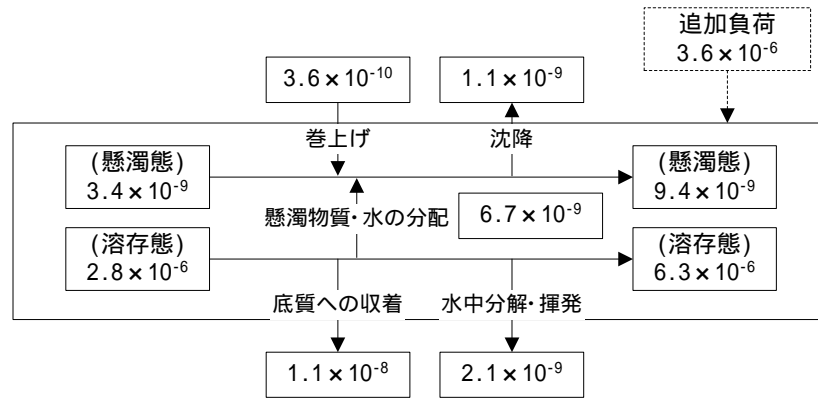 追加負荷
3.6×10⁻⁶
3.6×10⁻¹⁰
1.1×10⁻⁹
巻上げ
沈降
(懸濁態)
3.4×10⁻⁹
(懸濁態)
9.4×10⁻⁹
懸濁物質・水の分配
6.7×10⁻⁹
(溶存態)
2.8×10⁻⁶
(溶存態)
6.3×10⁻⁶
底質への収着
水中分解・揮発
1.1×10⁻⁸
2.1×10⁻⁹